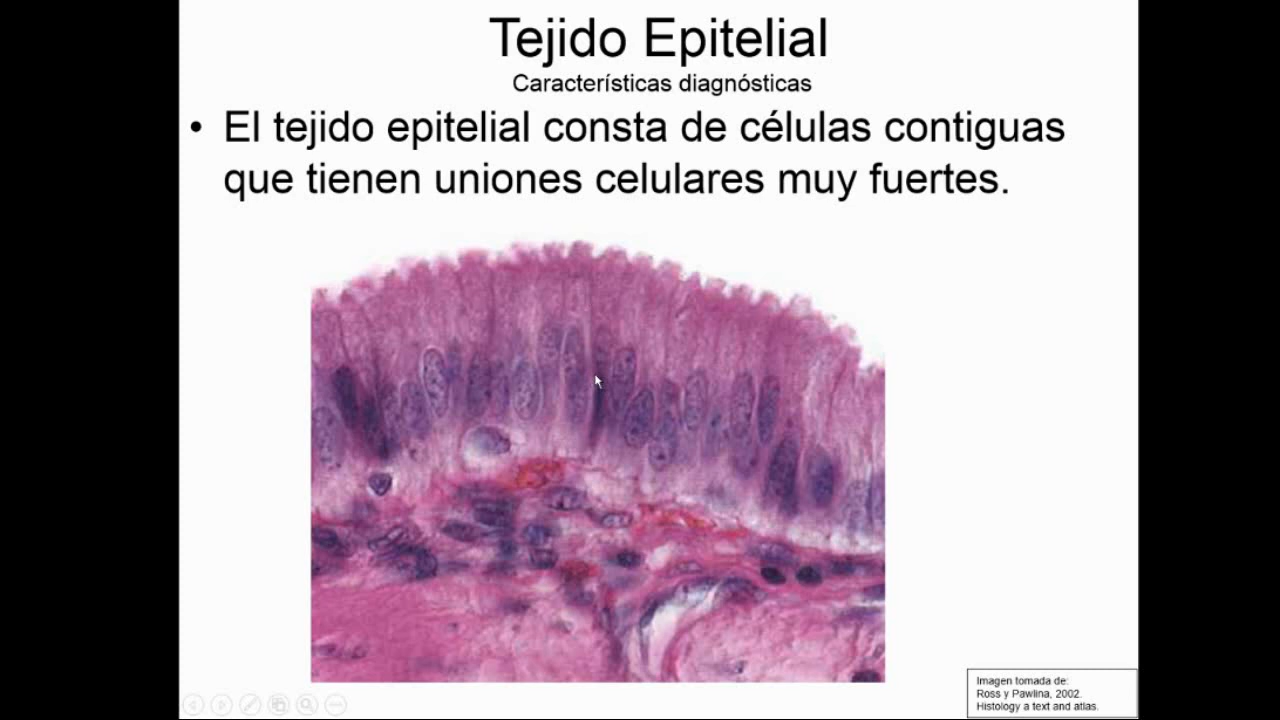 Tejido Epitelial
Características diagnósticas
• El tejido epitelial consta de células contiguas
que tienen uniones celulares muy fuertes.
Imagen tomada de:
Ross y Pawlina, 2002.
Histology a text and atlas.